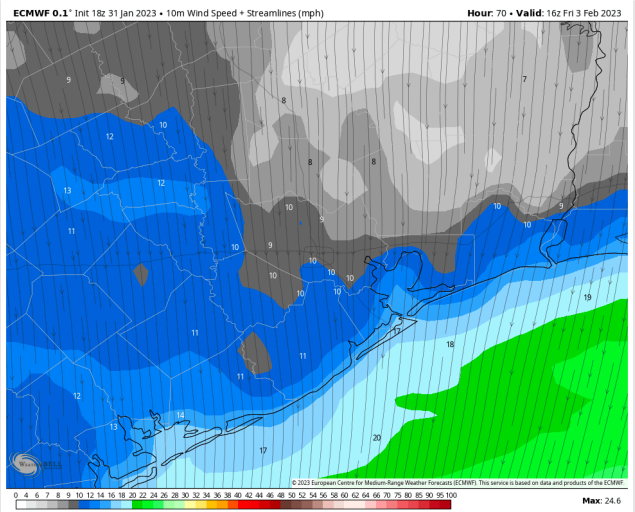 ECMWF 0.1° Init 18z 31 Jan 2023 • 10m Wind Speed + Streamlines (mph) Hour: 70 • Valid: 16z Fri 3 Feb 2023
9 9 8 7
12 10
8 8
13 12
10 9 10 9
11 10
10 9
10 10
10 10
10 10
19
11 17
18
11
11
12
14
13
20
17
WeatherBELL
© 2023 European Centre for Medium-Range Weather Forecasts (ECMWF). This service is based on data and products of the ECMWF.
0 4 6 7 8 9 10 12 14 16 18 20 22 24 26 28 30 32 34 36 38 40 42 44 46 48 50 52 54 56 58 60 62 64 66 70 75 80 85 90 95 100
Max: 24.6